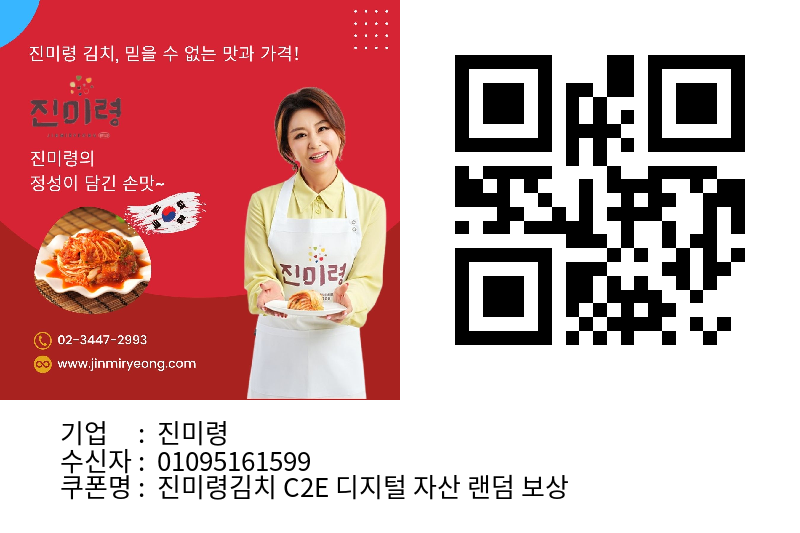 진미령 김치, 믿을 수 없는 맛과 가격!
진미령
진미령의
정성이 담긴 손맛~
진미령
02-3447-2993
www.jinmiryeong.com
기업 : 진미령
수신자 : 01095161599
쿠폰명 : 진미령김치 C2E 디지털 자산 랜덤 보상